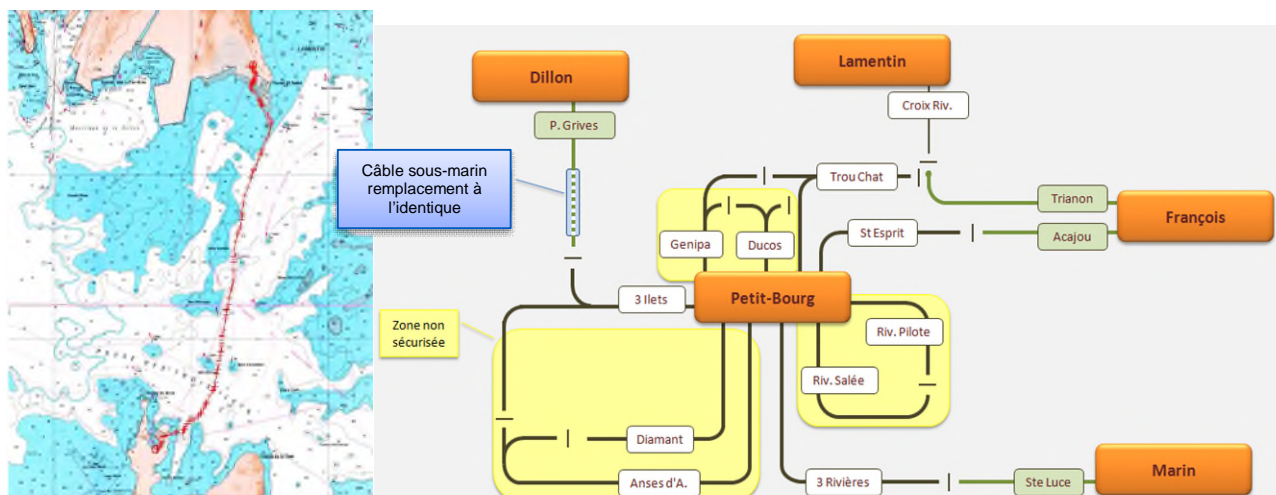 LAMENTIN
Dillon
Lamentin
P. Grives
Croix Riv.
Câble sous-marin
remplacement à
l'identique
Trou Chat
Trianon
François
Genipa
Ducos
St Esprit
Acajou
3 Ilets
Petit-Bourg
Zone non
sécurisée
Riv. Pilote
Riv. Salée
Diamant
Anses d'A.
3 Rivières
Ste Luce
Marin